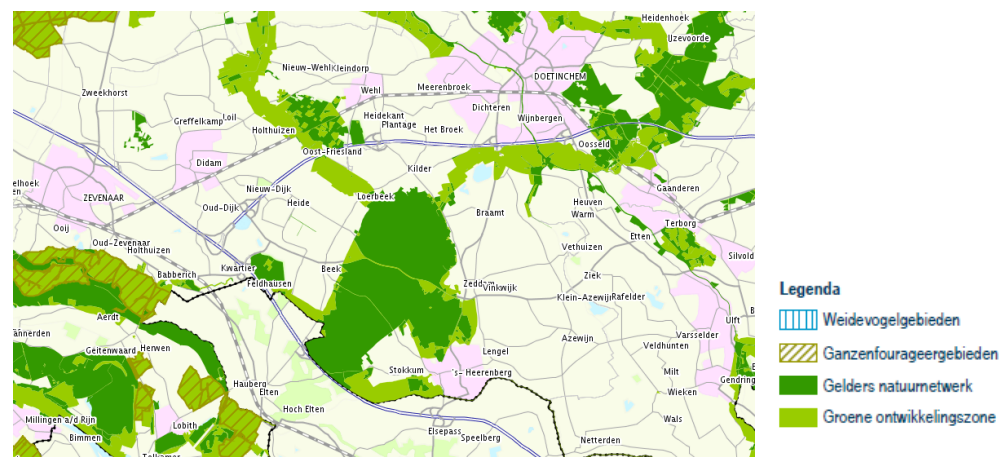 Heidenhoek
IJzevoorde
Nieuw-Wehl
Kleindorp
DOETINCHEM
Zweekhorst
Wehl
Meerenbroek
Dichteren
Wijnbergen
Greffelkamp
Loil
Heidekant
Plantage
Holthuizen
Het Broek
Oosseld
Oost-Friesland
Didam
Kilder
Gaanderen
Nieuw-Dijk
Loerbeek
ZEVENAAR
Heide
Heuven
Oud-Dijk
Braamt
Warm
Terborg
Ooij
Etten
Oud-Zevenaar
Holthuizen
Vethuizen
Silvold
Kwartier
Beek
Babberich
Ziek
Feldhausen
Zeddam
Vinkwijk
Klein-Azewijn
Rafelder
Aerdt
Ulft
Azewijn
Varsselder
Veldhunten
Geitenwaard
Herwen
Lengel
Stokkum
's- Heerenberg
Milt
Gendring
Hauberg
Elten
Wieken
Hoch Elten
Millingen a/d Rijn
Lobith
Wals
Bimmen
Elsepass
Speelberg
Netterden
Tolkamer
Legenda
Weidevogelgebieden
Ganzenfourageergebieden
Gelders natuurnetwerk
Groene ontwikkelingszone